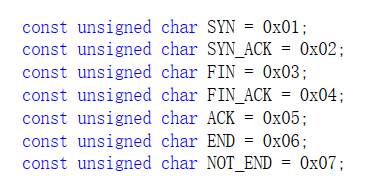 const unsigned char SYN = 0x01;
const unsigned char SYN_ACK = 0x02;
const unsigned char FIN = 0x03;
const unsigned char FIN_ACK = 0x04;
const unsigned char ACK = 0x05;
const unsigned char END = 0x06;
const unsigned char NOT_END = 0x07;